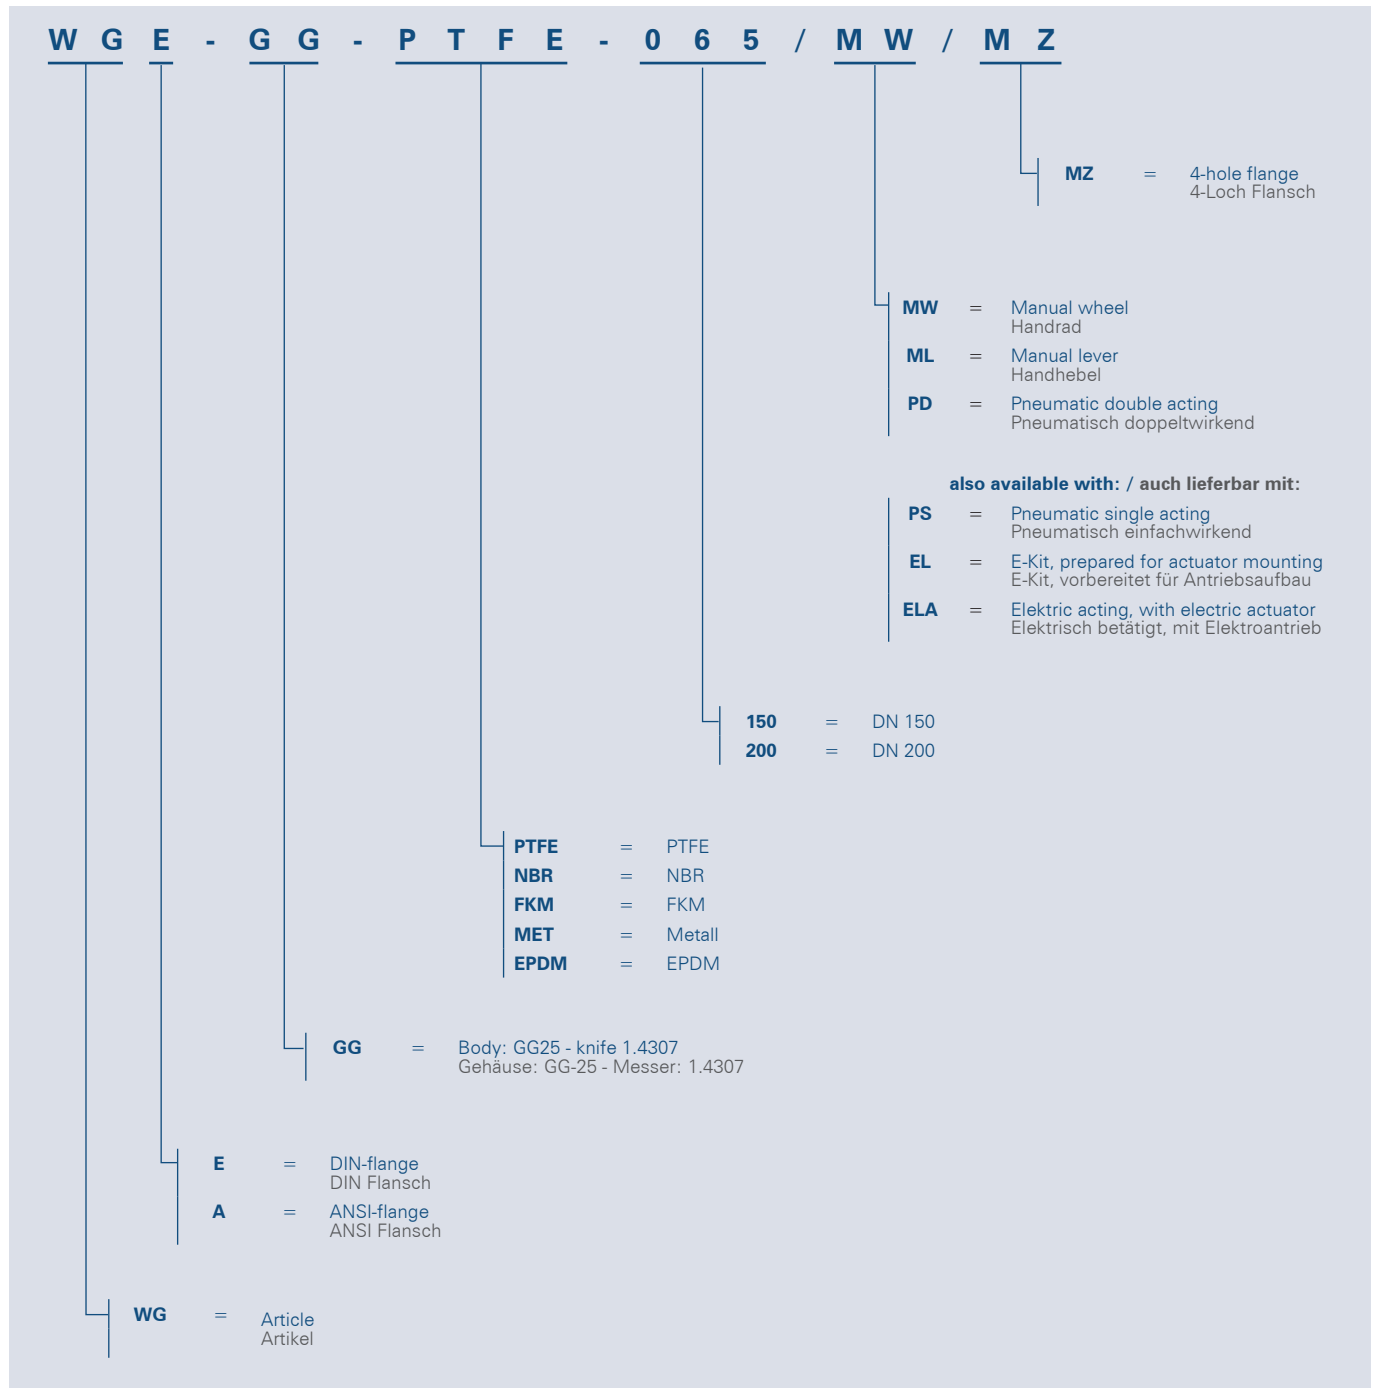 WGE - GG - PTFE - 065 / MW / MZ
MZ = 4-hole flange
4-Loch Flansch
MW = Manual wheel
Handrad
ML = Manual lever
Handhebel
PD = Pneumatic double acting
Pneumatisch doppeltwirkend
also available with: / auch lieferbar mit:
PS = Pneumatic single acting
Pneumatisch einfachwirkend
EL = E-Kit, prepared for actuator mounting
E-Kit, vorbereitet für Antriebsaufbau
ELA = Elektric acting, with electric actuator
Elektrisch betätigt, mit Elektroantrieb
150 = DN 150
200 = DN 200
PTFE = PTFE
NBR = NBR
FKM = FKM
MET = Metall
EPDM = EPDM
GG = Body: GG25 - knife 1.4307
Gehäuse: GG-25 - Messer: 1.4307
E = DIN-flange
DIN Flansch
A = ANSI-flange
ANSI Flansch
WG = Article
Artikel